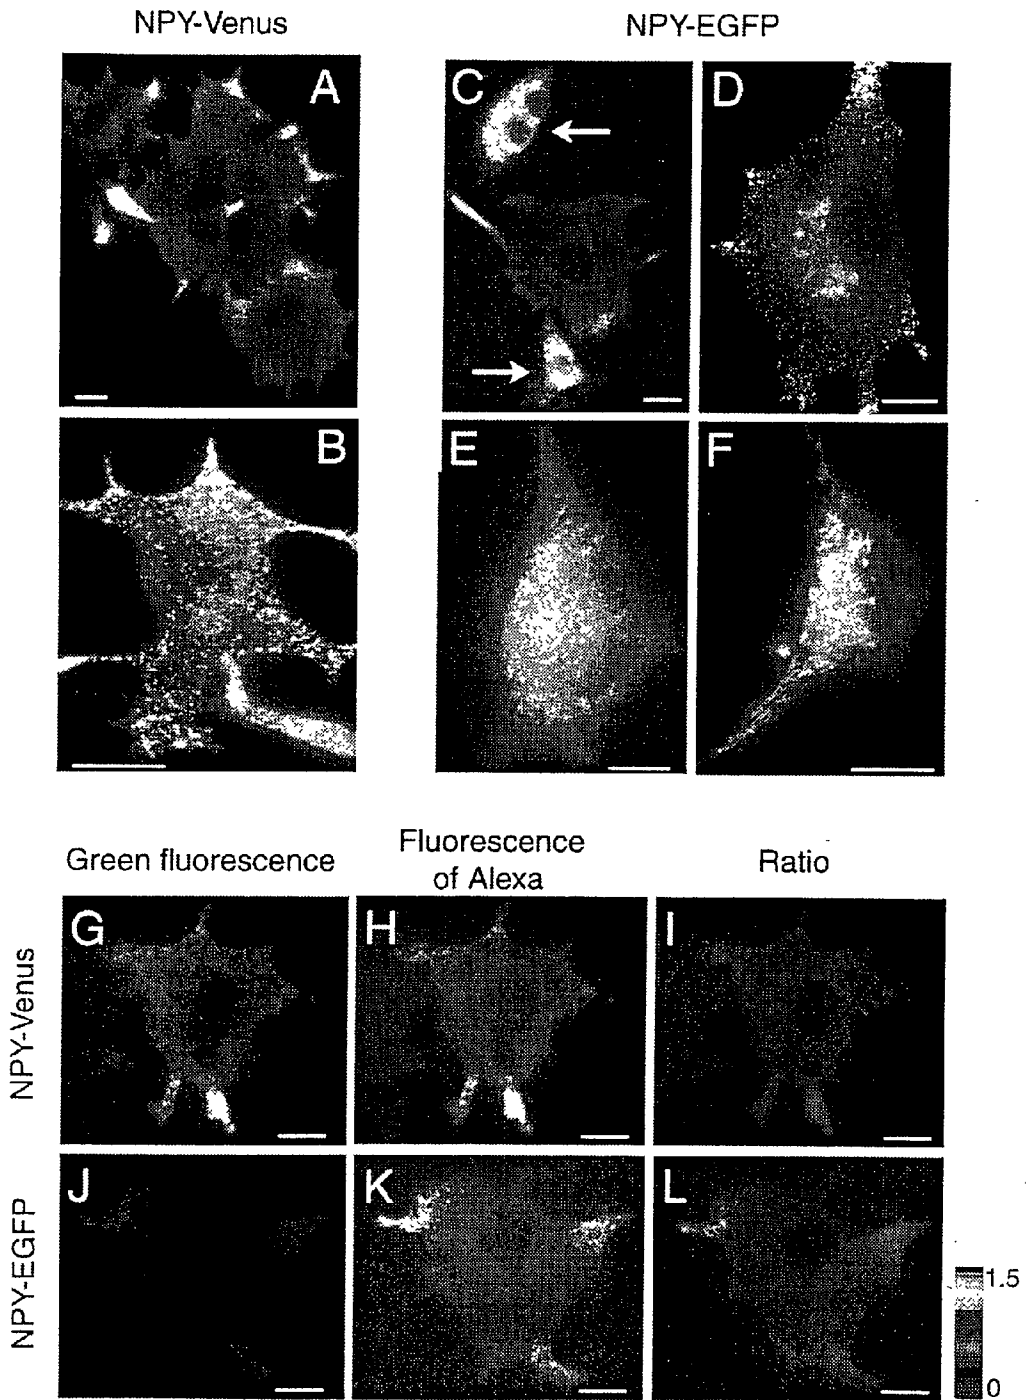 NPY-Venus
NPY-EGFP
A
C
D
B
E
F
Green fluorescence
Fluorescence
of Alexa
Ratio
NPY-Venus
G
H
I
NPY-EGFP
J
K
L
1.5
0